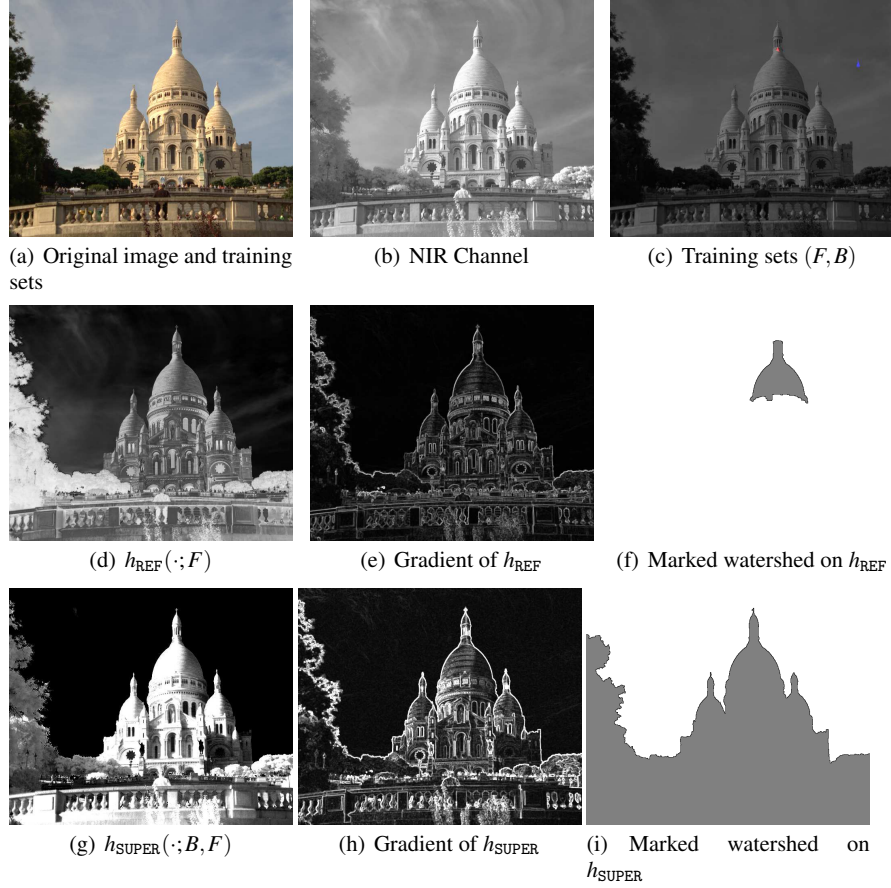 (a) Original image and training
sets
(b) NIR Channel
(c) Training sets (F,B)
(d) h_REF(·;F)
(e) Gradient of h_REF
(f) Marked watershed on h_REF
(g) h_SUPER(·;B,F)
(h) Gradient of h_SUPER
(i) Marked watershed on
h_SUPER